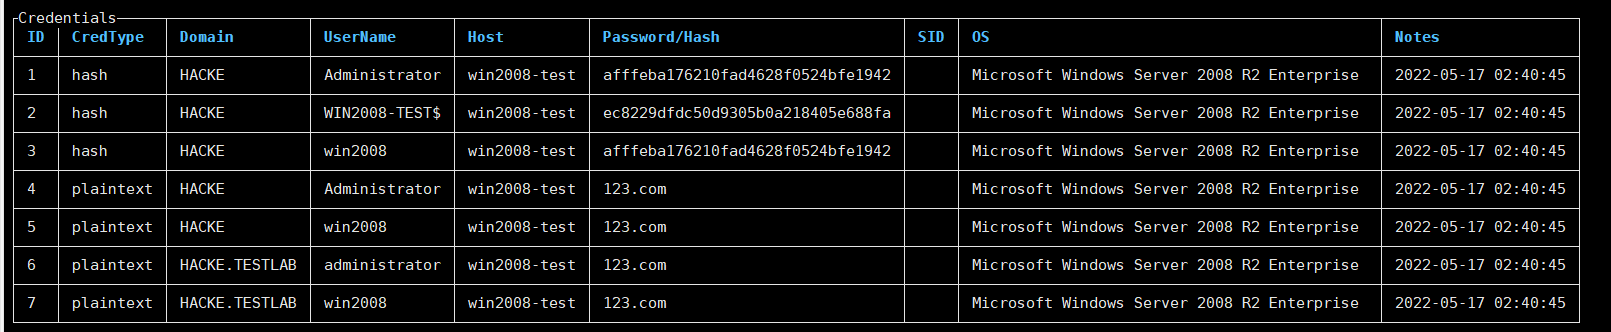 Credentials
ID CredType Domain UserName Host Password/Hash SID OS Notes
1 hash HACKE Administrator win2008-test afffeba176210fad4628f0524bfe1942 Microsoft Windows Server 2008 R2 Enterprise 2022-05-17 02:40:45
2 hash HACKE WIN2008-TEST$ win2008-test ec8229dfdc50d9305b0a218405e688fa Microsoft Windows Server 2008 R2 Enterprise 2022-05-17 02:40:45
3 hash HACKE win2008 win2008-test afffeba176210fad4628f0524bfe1942 Microsoft Windows Server 2008 R2 Enterprise 2022-05-17 02:40:45
4 plaintext HACKE Administrator win2008-test 123.com Microsoft Windows Server 2008 R2 Enterprise 2022-05-17 02:40:45
5 plaintext HACKE win2008 win2008-test 123.com Microsoft Windows Server 2008 R2 Enterprise 2022-05-17 02:40:45
6 plaintext HACKE.TESTLAB administrator win2008-test 123.com Microsoft Windows Server 2008 R2 Enterprise 2022-05-17 02:40:45
7 plaintext HACKE.TESTLAB win2008 win2008-test 123.com Microsoft Windows Server 2008 R2 Enterprise 2022-05-17 02:40:45